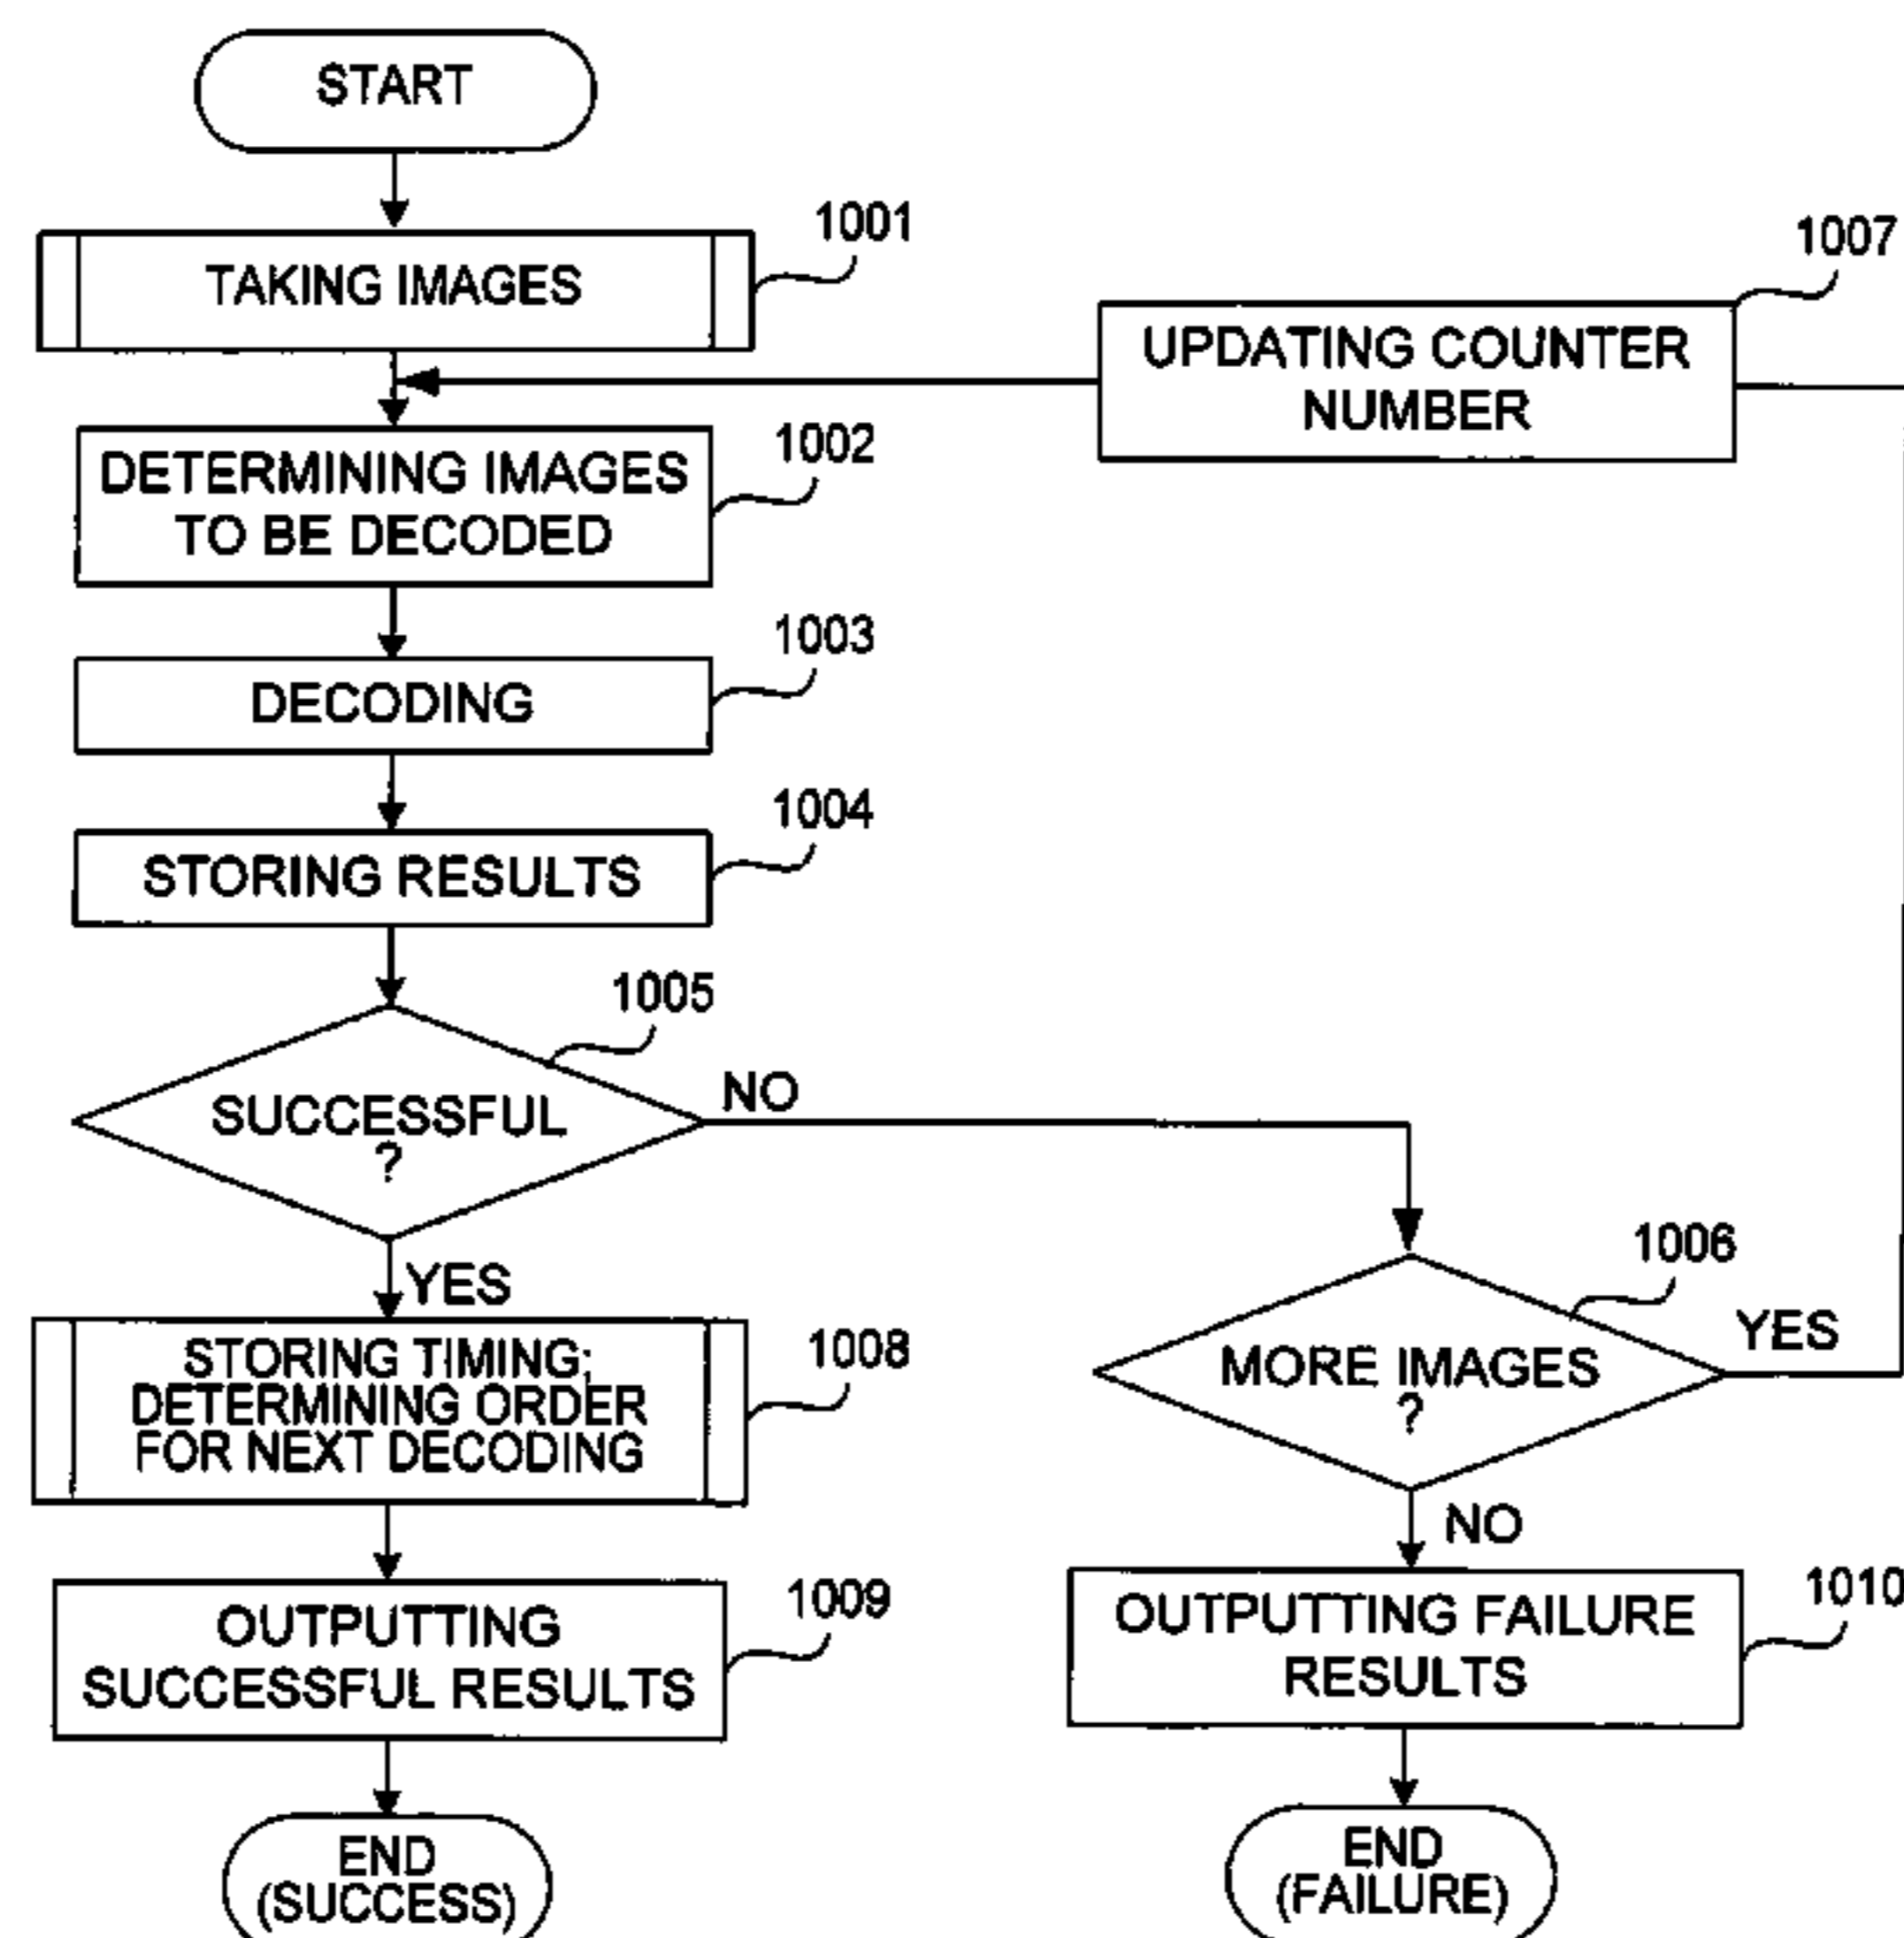 START
TAKING IMAGES
1001
UPDATING COUNTER
NUMBER
1007
DETERMINING IMAGES
TO BE DECODED
1002
DECODING
1003
STORING RESULTS
1004
SUCCESSFUL
?
1005
NO
YES
MORE IMAGES
?
1006
YES
NO
STORING TIMING;
DETERMINING ORDER
FOR NEXT DECODING
1008
OUTPUTTING
SUCCESSFUL RESULTS
1009
OUTPUTTING FAILURE
RESULTS
1010
END
(SUCCESS)
END
(FAILURE)